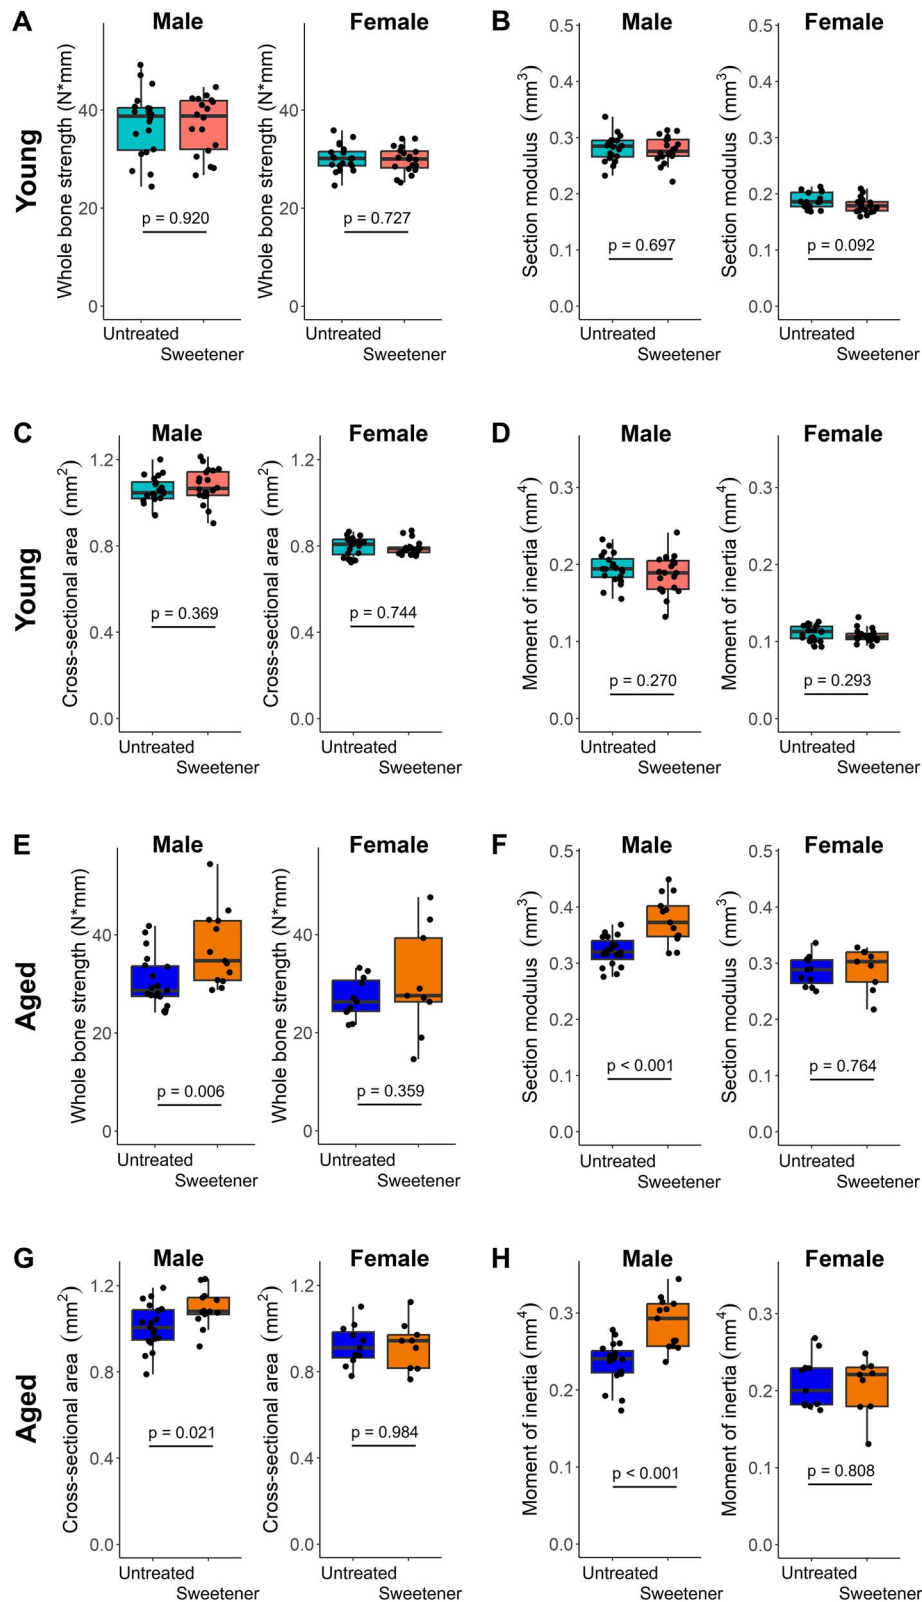 A
Male
Female
Young
Whole bone strength (N*mm)
40
20
0
p = 0.920
Whole bone strength (N*mm)
40
20
0
p = 0.727
Untreated
Sweetener
Untreated
Sweetener
B
Male
Female
Section modulus (mm³)
0.5
0.4
0.3
0.2
0.1
0.0
p = 0.697
Section modulus (mm³)
0.5
0.4
0.3
0.2
0.1
0.0
p = 0.092
Untreated
Sweetener
Untreated
Sweetener
C
Male
Female
Young
Cross-sectional area (mm²)
1.2
0.8
0.4
0.0
p = 0.369
Cross-sectional area (mm²)
1.2
0.8
0.4
0.0
p = 0.744
Untreated
Sweetener
Untreated
Sweetener
D
Male
Female
Moment of inertia (mm⁴)
0.3
0.2
0.1
0.0
p = 0.270
Moment of inertia (mm⁴)
0.3
0.2
0.1
0.0
p = 0.293
Untreated
Sweetener
Untreated
Sweetener
E
Male
Female
Aged
Whole bone strength (N*mm)
40
20
0
p = 0.006
Whole bone strength (N*mm)
40
20
0
p = 0.359
Untreated
Sweetener
Untreated
Sweetener
F
Male
Female
Section modulus (mm³)
0.5
0.4
0.3
0.2
0.1
0.0
p < 0.001
Section modulus (mm³)
0.5
0.4
0.3
0.2
0.1
0.0
p = 0.764
Untreated
Sweetener
Untreated
Sweetener
G
Male
Female
Aged
Cross-sectional area (mm²)
1.2
0.8
0.4
0.0
p = 0.021
Cross-sectional area (mm²)
1.2
0.8
0.4
0.0
p = 0.984
Untreated
Sweetener
Untreated
Sweetener
H
Male
Female
Moment of inertia (mm⁴)
0.3
0.2
0.1
0.0
p < 0.001
Moment of inertia (mm⁴)
0.3
0.2
0.1
0.0
p = 0.808
Untreated
Sweetener
Untreated
Sweetener